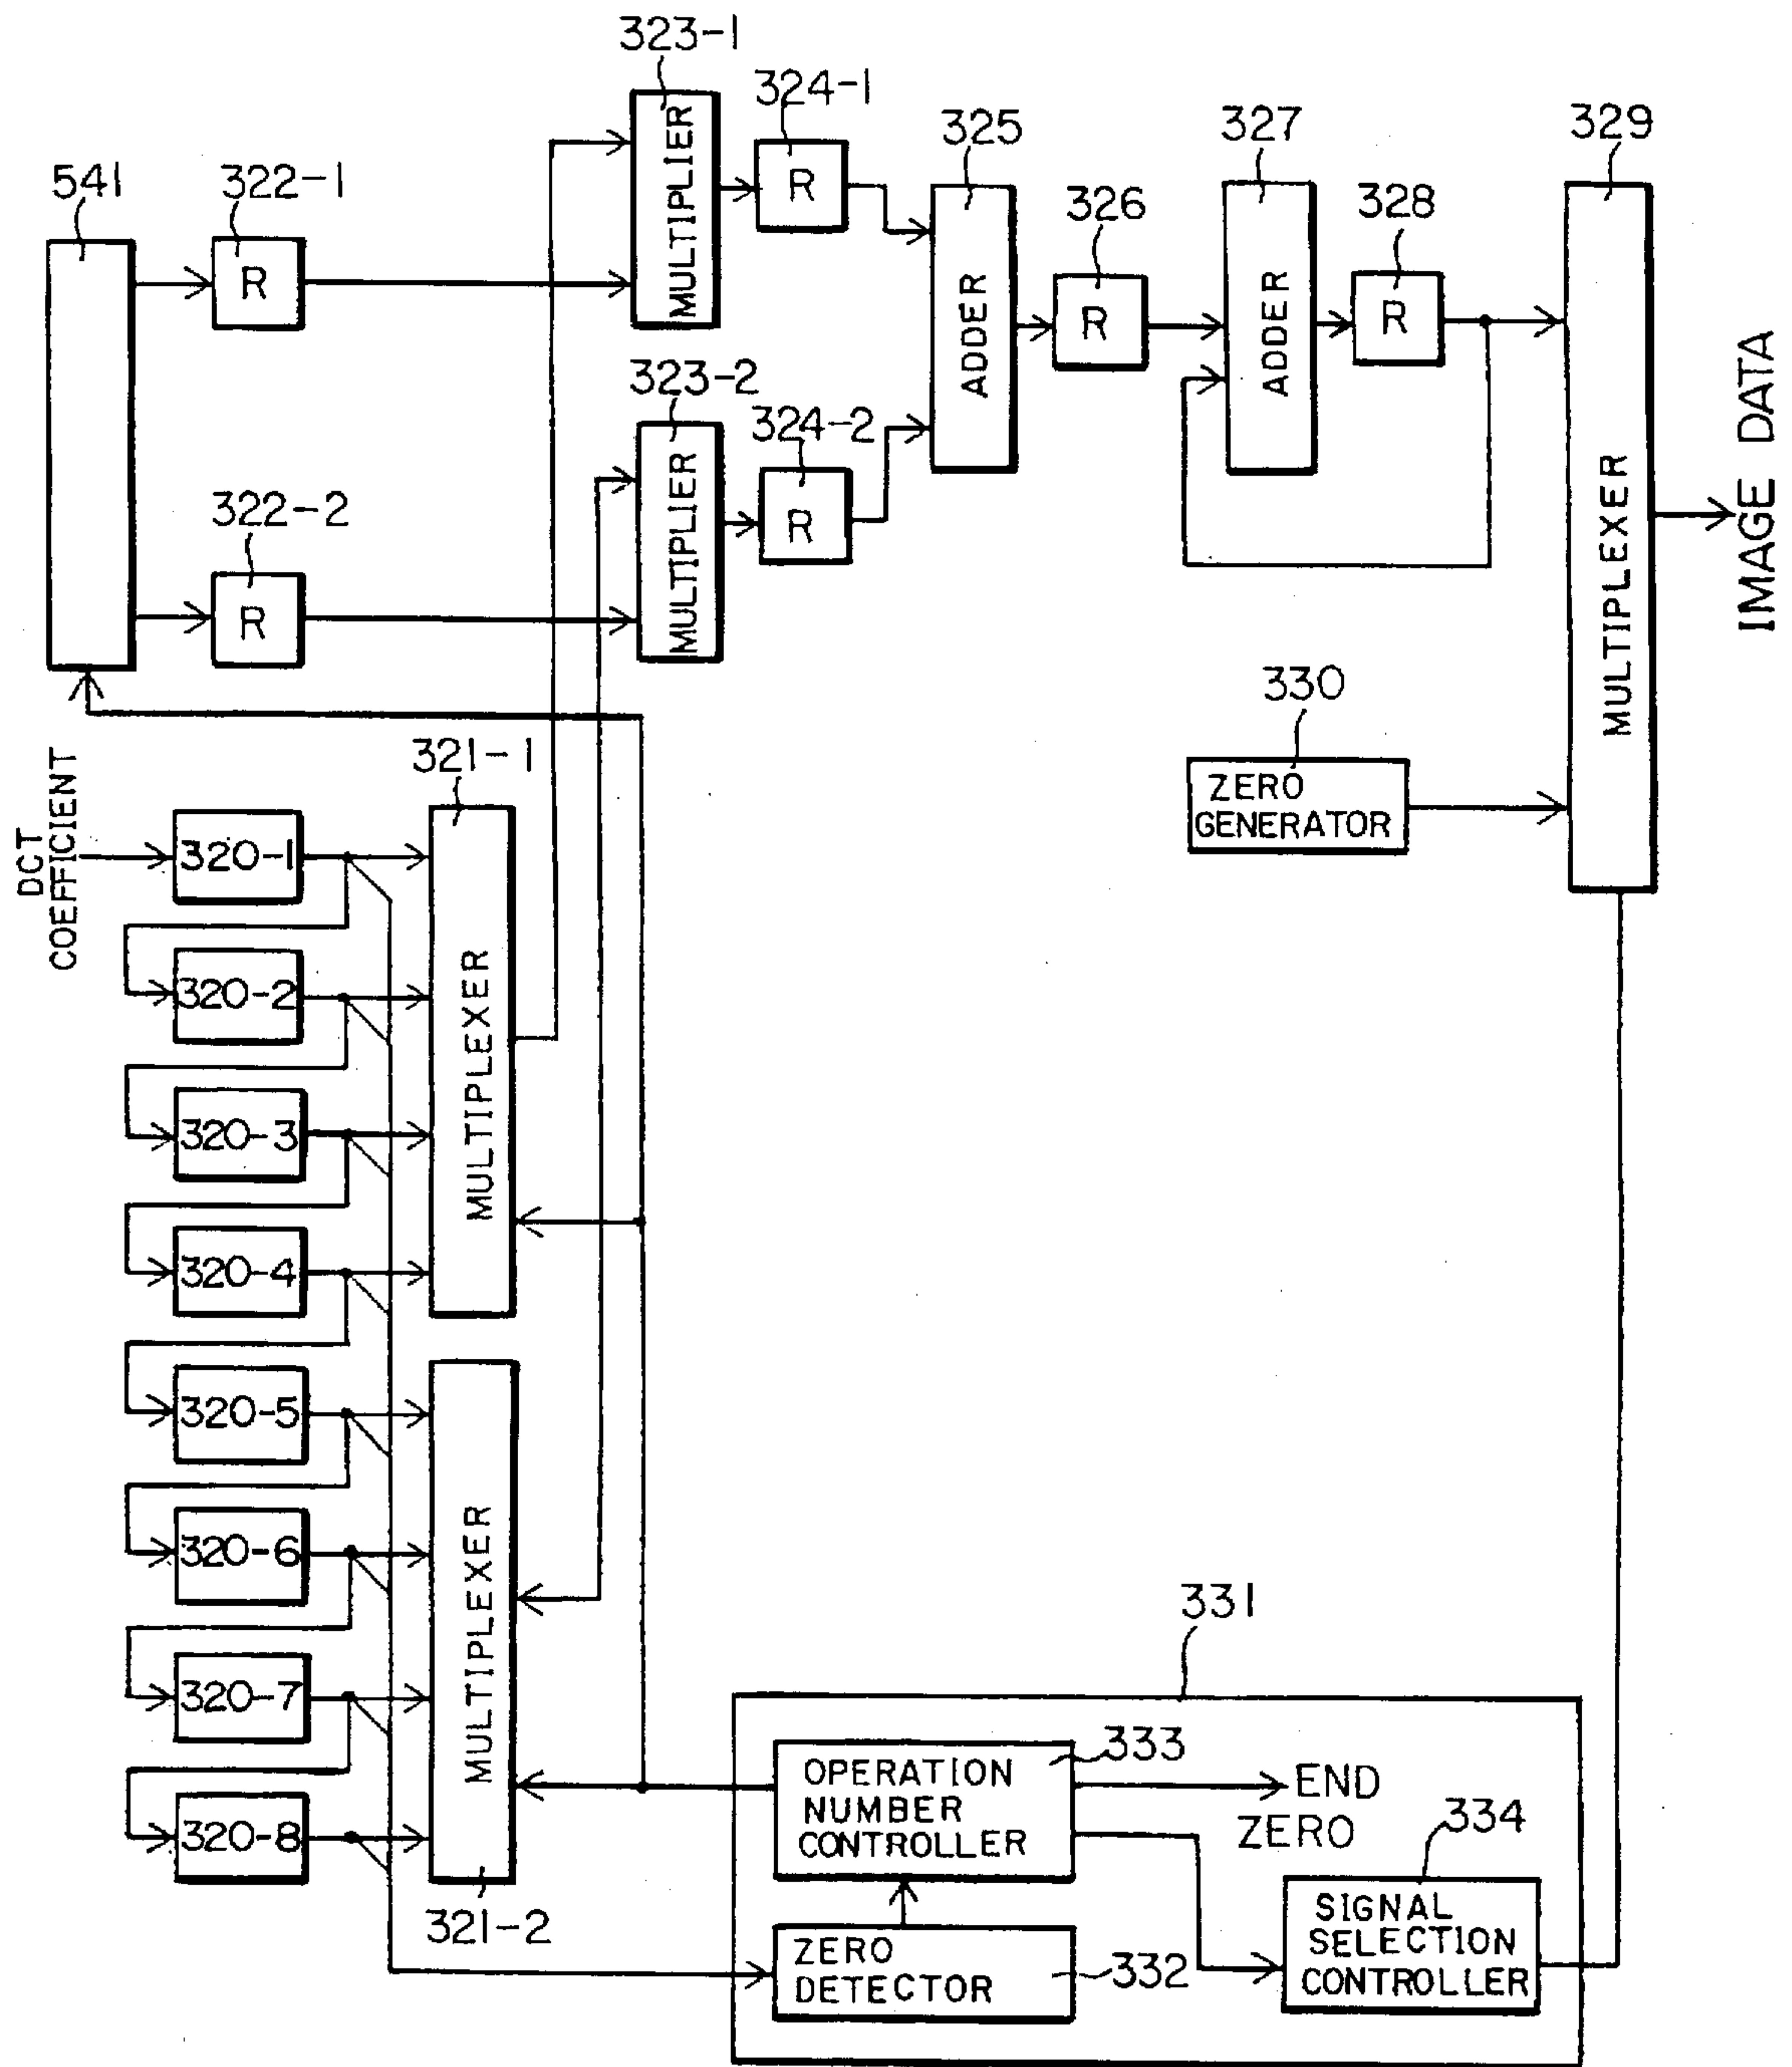 323-1
324-1
325
327
329
541
322-1
R
MULTIPLIER
R
326
328
R
ADDER
R
ADDER
R
MULTIPLEXER
IMAGE DATA
323-2
324-2
322-2
R
MULTIPLIER
R
330
ZERO
GENERATOR
321-1
DCT
COEFFICIENT
320-1
320-2
320-3
320-4
MULTIPLEXER
320-5
320-6
320-7
320-8
MULTIPLEXER
321-2
331
OPERATION
NUMBER
CONTROLLER
333
END
ZERO
334
SIGNAL
SELECTION
CONTROLLER
ZERO
DETECTOR
332